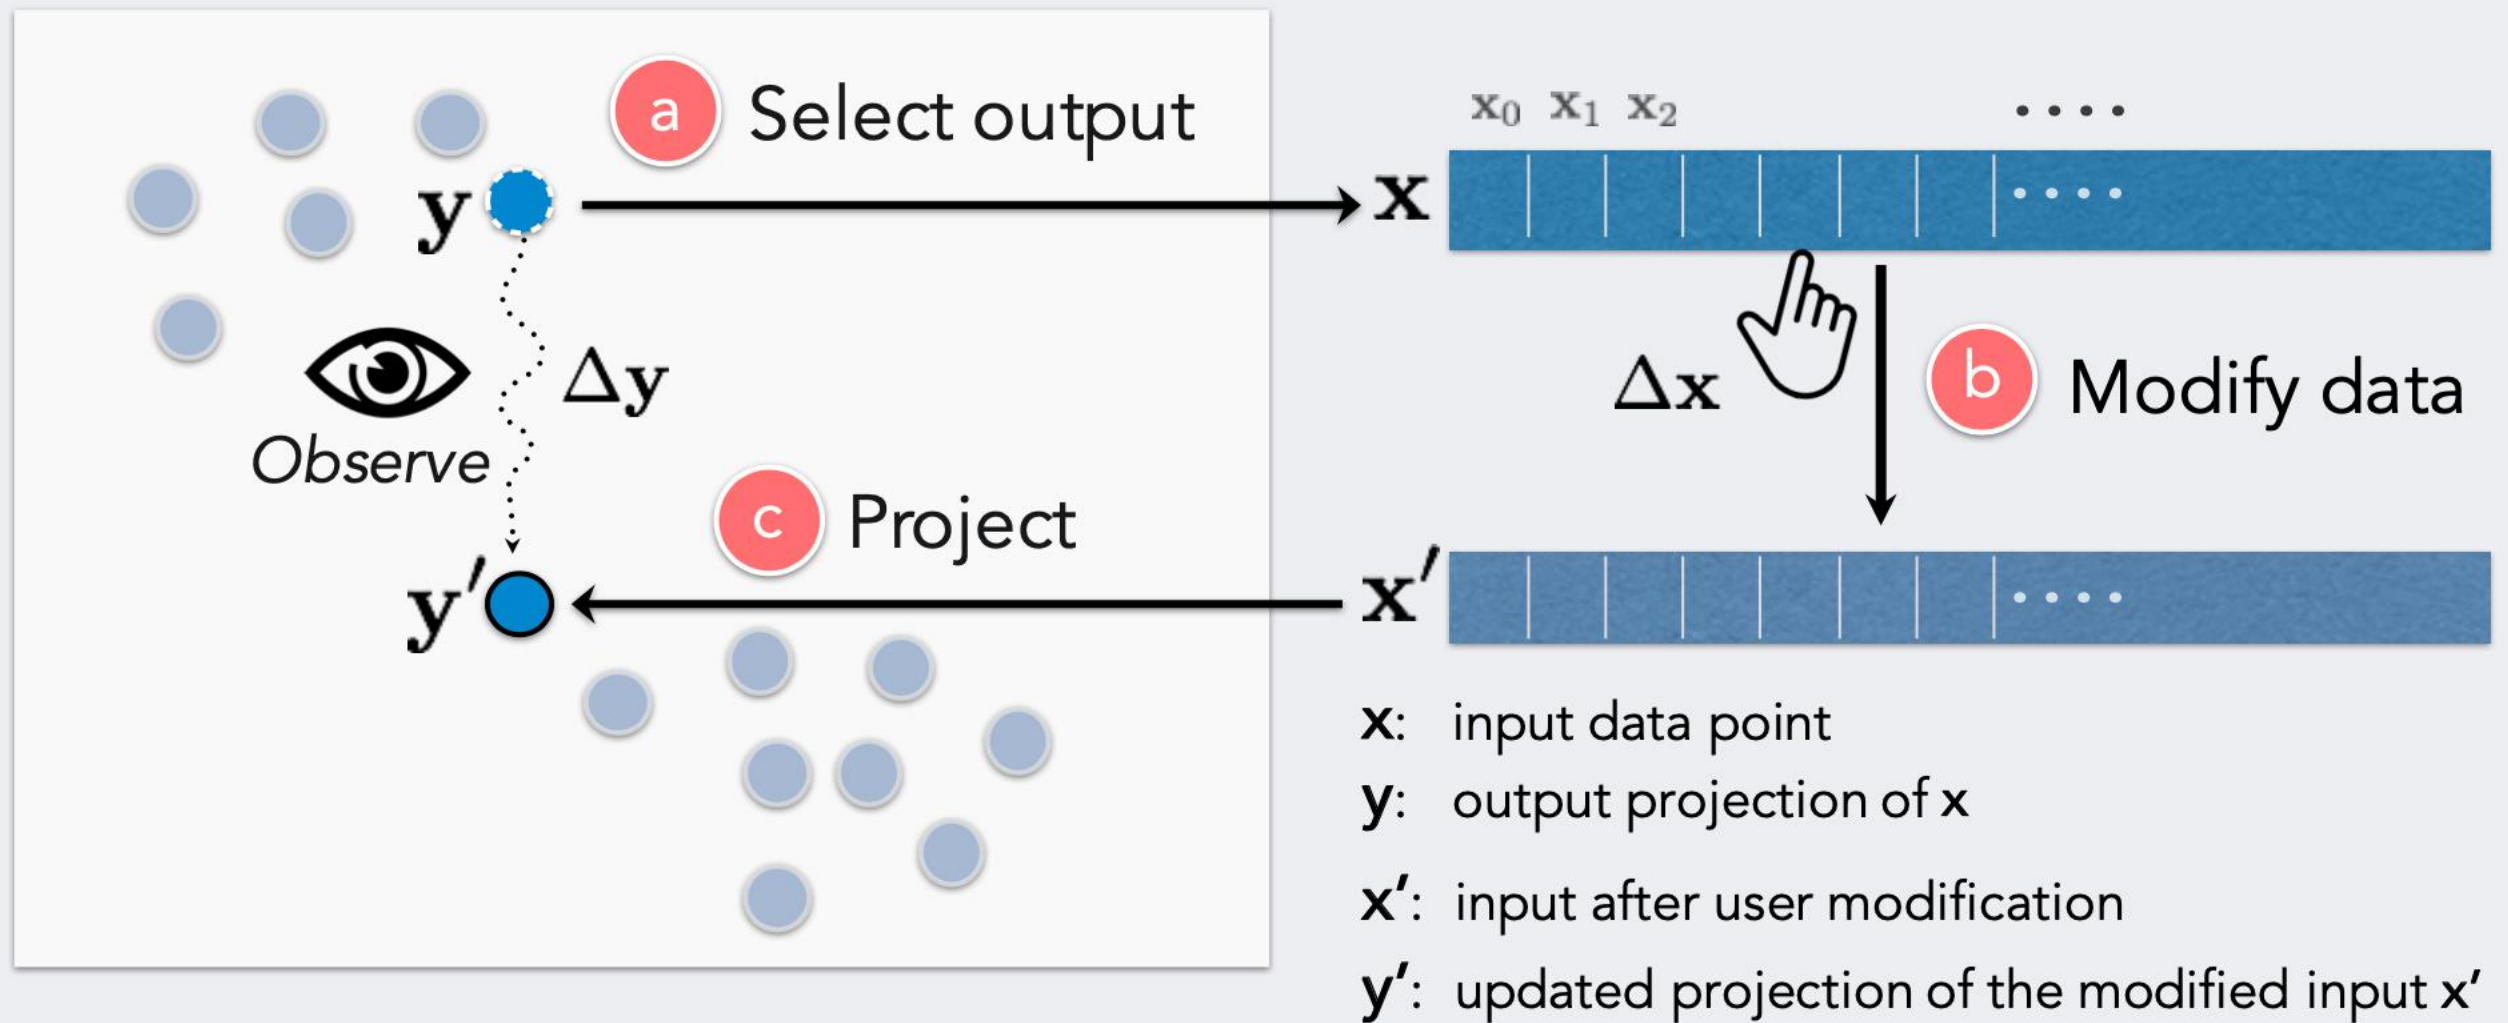 a Select output
x₀ x₁ x₂ ....
y x ....
Δy
Observe
Δx
b Modify data
c Project
y′ x′ ....
x: input data point
y: output projection of x
x′: input after user modification
y′: updated projection of the modified input x′